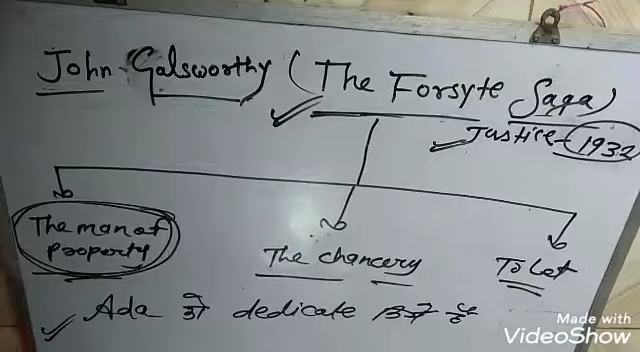 John Galsworthy (The Forsyte Saga)
Justice - 1932
The man of property
The chancery
To Let
Ada को dedicate
Made with
VideoShow